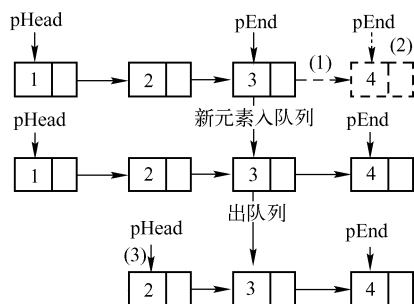 pHead pEnd pEnd
(1) (2)
1 2 3 4
新元素入队列
pHead pEnd
1 2 3 4
出队列
pHead pEnd
(3)
2 3 4